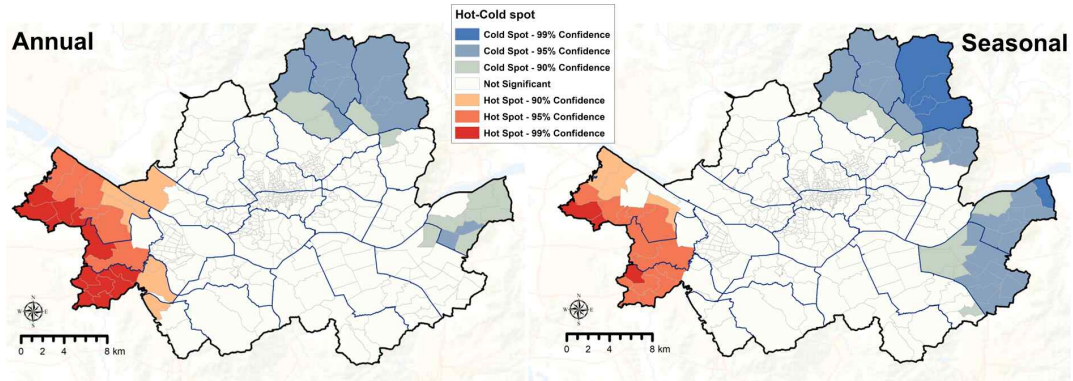 Annual
Hot-Cold spot
Cold Spot - 99% Confidence
Cold Spot - 95% Confidence
Cold Spot - 90% Confidence
Not Significant
Hot Spot - 90% Confidence
Hot Spot - 95% Confidence
Hot Spot - 99% Confidence
Seasonal
N
W E
S
0 2 4 8 km
N
W E
S
0 2 4 8 km